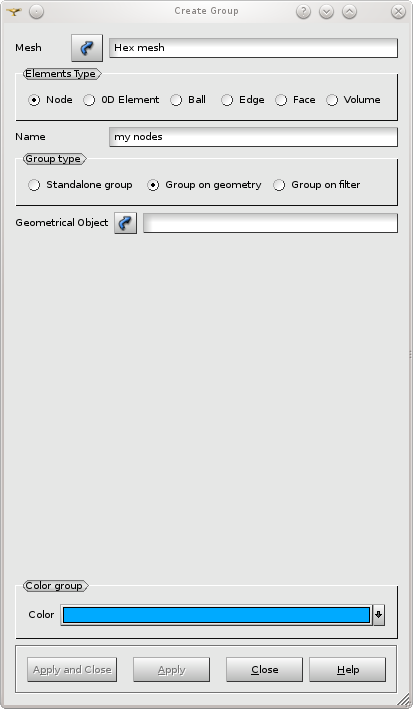 Create Group
Mesh Hex mesh
Elements Type
Node 0D Element Ball Edge Face Volume
Name my nodes
Group type
Standalone group Group on geometry Group on filter
Geometrical Object
Color group
Color
Apply and Close Apply Close Help